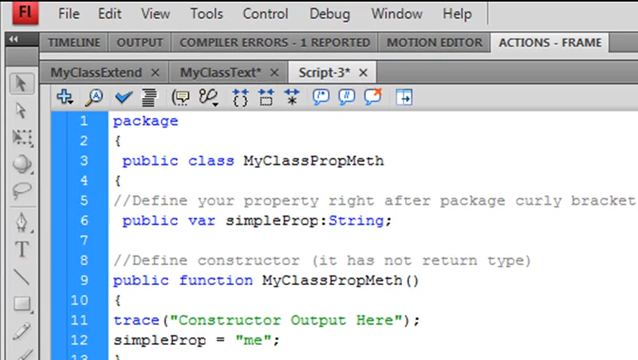 Fl File Edit View Tools Control Debug Window Help
TIMELINE OUTPUT COMPILER ERRORS - 1 REPORTED MOTION EDITOR ACTIONS - FRAME
MyClassExtend MyClassText* Script-3*
1 package
2 {
3 public class MyClassPropMeth
4 {
5 //Define your property right after package curly bracket
6 public var simpleProp:String;
7
8 //Define constructor (it has not return type)
9 public function MyClassPropMeth()
10 {
11 trace("Constructor Output Here");
12 simpleProp = "me";
13 }